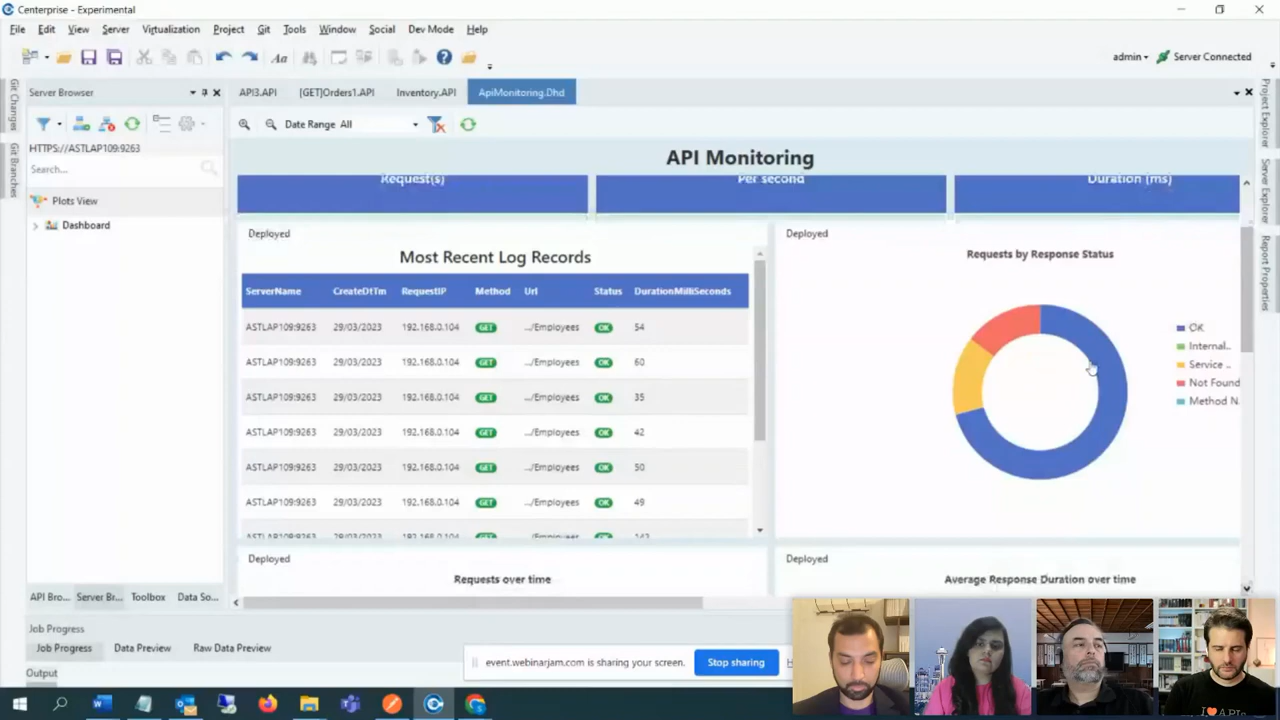 Centerprise - Experimental
File Edit View Server Virtualization Project Git Tools Window Social Dev Mode Help
admin Server Connected
Git Changes
Git Branches
Server Browser
API3.API [GET]Orders1.API Inventory.API ApiMonitoring.Dhd
Date Range All
HTTPS://ASTLAP109:9263
Search...
Plots View
Dashboard
API Monitoring
Request(s) Per second Duration (ms)
Deployed
Most Recent Log Records
ServerName CreateDtTm RequestIP Method Url Status DurationMilliSeconds
ASTLAP109:9263 29/03/2023 192.168.0.104 GET .../Employees OK 54
ASTLAP109:9263 29/03/2023 192.168.0.104 GET .../Employees OK 60
ASTLAP109:9263 29/03/2023 192.168.0.104 GET .../Employees OK 35
ASTLAP109:9263 29/03/2023 192.168.0.104 GET .../Employees OK 42
ASTLAP109:9263 29/03/2023 192.168.0.104 GET .../Employees OK 50
ASTLAP109:9263 29/03/2023 192.168.0.104 GET .../Employees OK 49
Deployed
Requests by Response Status
OK
Internal..
Service ..
Not Found
Method N.
Deployed
Requests over time
Deployed
Average Response Duration over time
Project Explorer
Server Explorer
Report Properties
API Bro... Server Br... Toolbox Data So...
Job Progress
Job Progress Data Preview Raw Data Preview
Output
event.webinarjam.com is sharing your screen. Stop sharing
I APIs